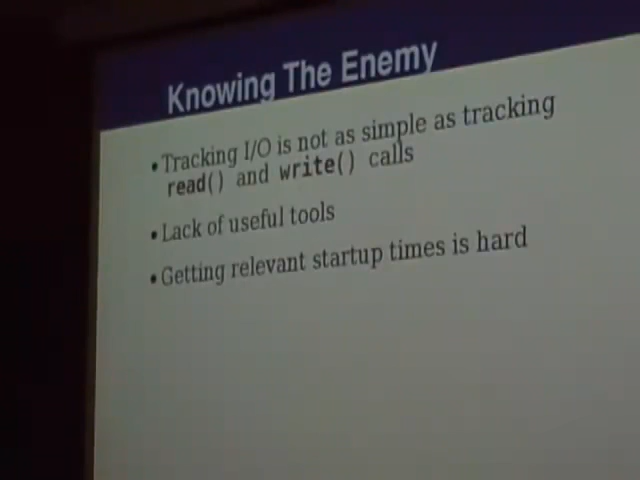 Knowing The Enemy
•Tracking I/O is not as simple as tracking
read() and write() calls
•Lack of useful tools
•Getting relevant startup times is hard